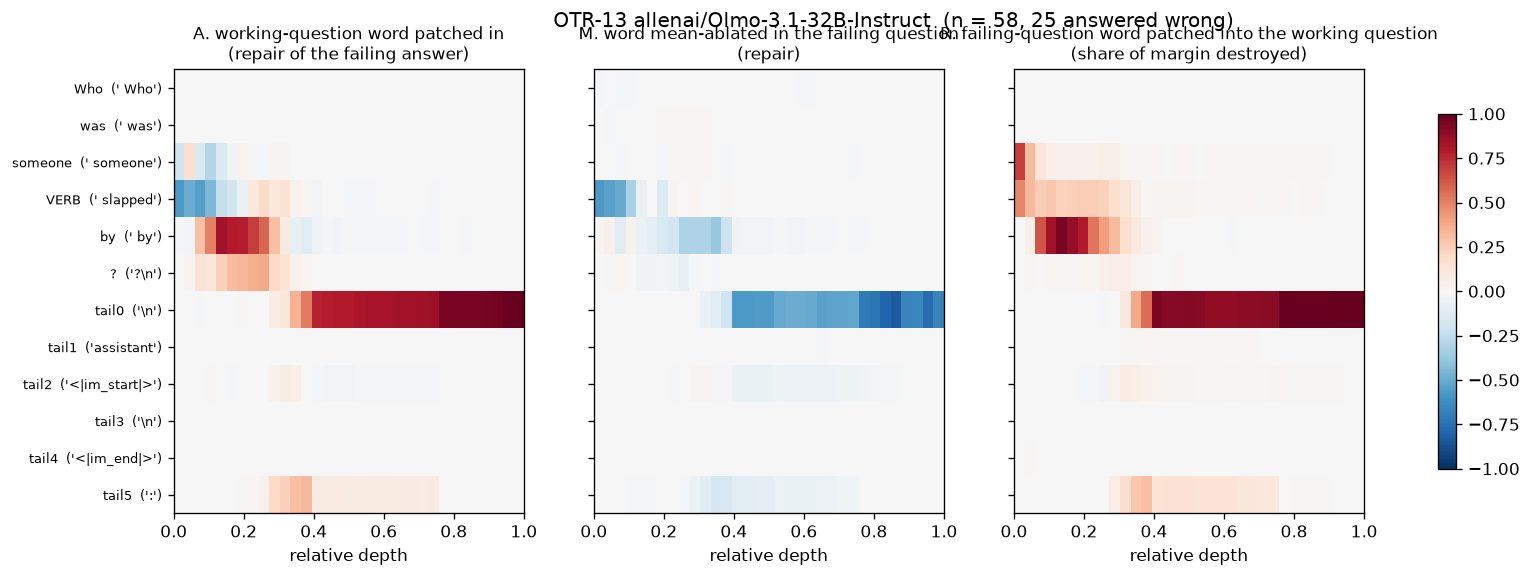 OTR-13 allenai/Olmo-3.1-32B-Instruct (n = 58, 25 answered wrong)
A. working-question word patched in
(repair of the failing answer)
M. word mean-ablated in the failing question
(repair)
failing-question word patched into the working question
(share of margin destroyed)
Who (' Who')
was (' was')
someone (' someone')
VERB (' slapped')
by (' by')
? ('?\n')
tail0 ('\n')
tail1 ('assistant')
tail2 ('<|im_start|>')
tail3 ('\n')
tail4 ('<|im_end|>')
tail5 (':')
0.0 0.2 0.4 0.6 0.8 1.0
relative depth
0.0 0.2 0.4 0.6 0.8 1.0
relative depth
0.0 0.2 0.4 0.6 0.8 1.0
relative depth
1.00
0.75
0.50
0.25
0.00
−0.25
−0.50
−0.75
−1.00